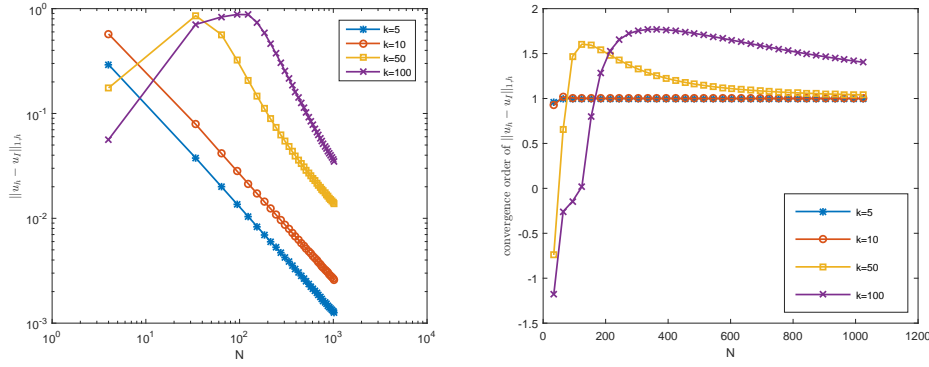 10^0
10^{-1}
10^{-2}
10^{-3}
10^0 10^1 10^2 10^3 10^4
N
||u_h − u_I||_{1,h}
k=5
k=10
k=50
k=100
2
1.5
1
0.5
0
-0.5
-1
-1.5
0 200 400 600 800 1000 1200
N
convergence order of ||u_h − u_I||_{1,h}
k=5
k=10
k=50
k=100